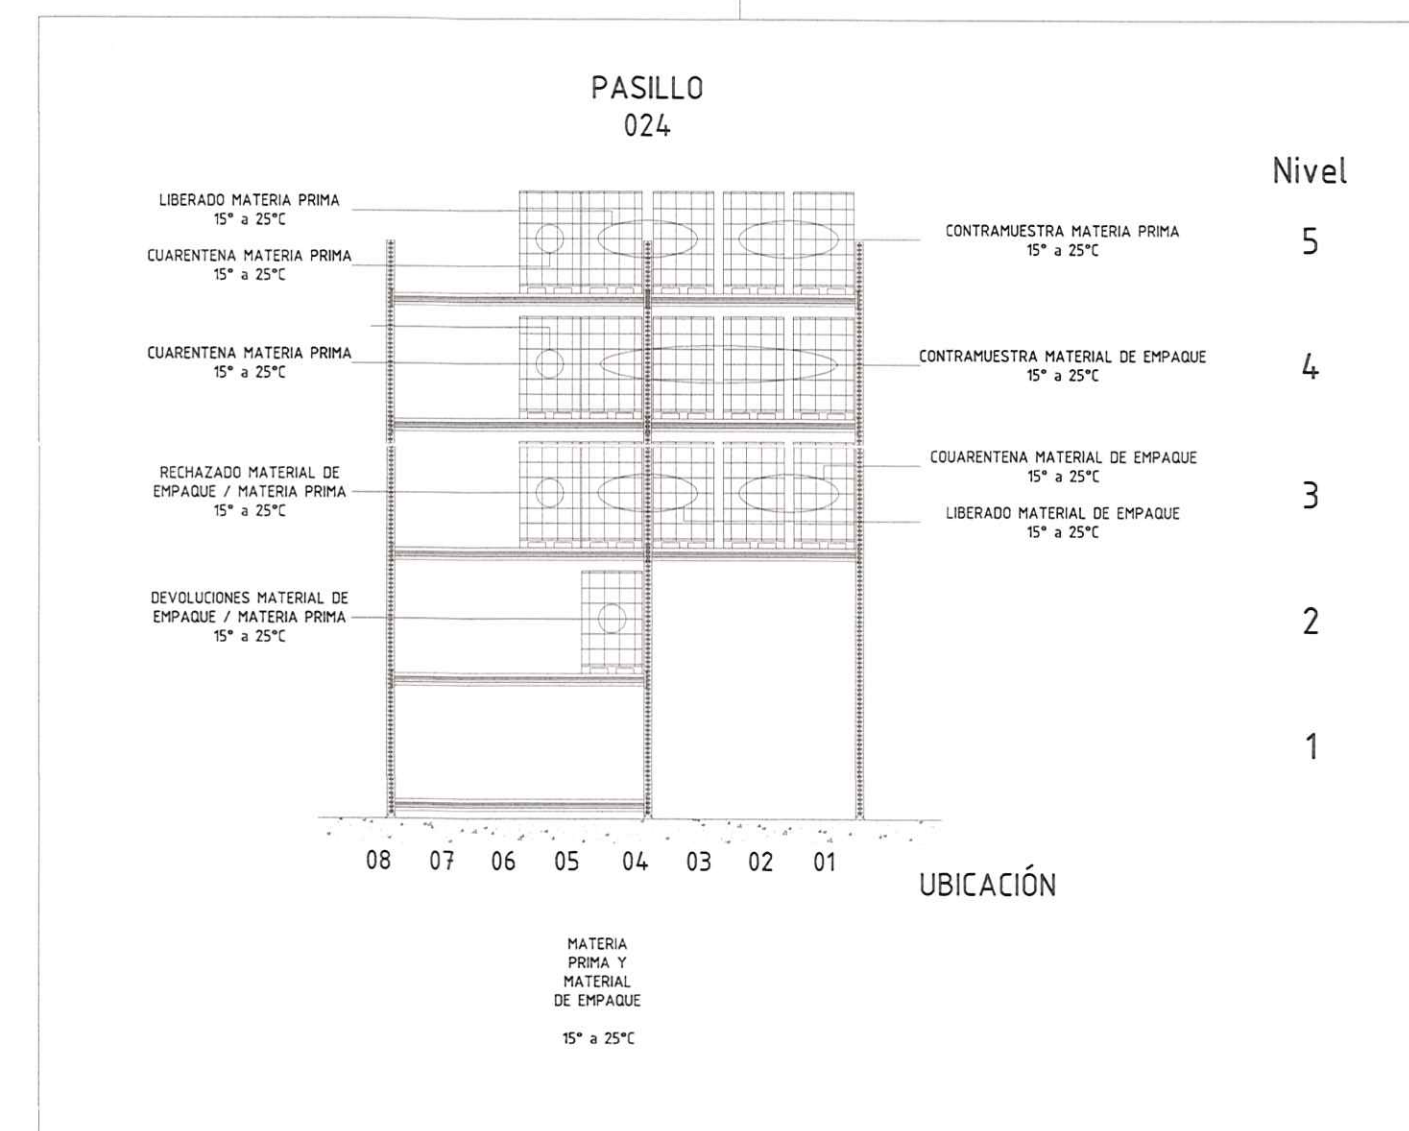 PASILLO
024
Nivel
LIBERADO MATERIA PRIMA
15° a 25°C
CUARENTENA MATERIA PRIMA
15° a 25°C
CONTRAMUESTRA MATERIA PRIMA
15° a 25°C
5
CUARENTENA MATERIA PRIMA
15° a 25°C
CONTRAMUESTRA MATERIAL DE EMPAQUE
15° a 25°C
4
RECHAZADO MATERIAL DE
EMPAQUE / MATERIA PRIMA
15° a 25°C
COUARENTENA MATERIAL DE EMPAQUE
15° a 25°C
LIBERADO MATERIAL DE EMPAQUE
15° a 25°C
3
DEVOLUCIONES MATERIAL DE
EMPAQUE / MATERIA PRIMA
15° a 25°C
2
1
08 07 06 05 04 03 02 01
UBICACIÓN
MATERIA
PRIMA Y
MATERIAL
DE EMPAQUE
15° a 25°C